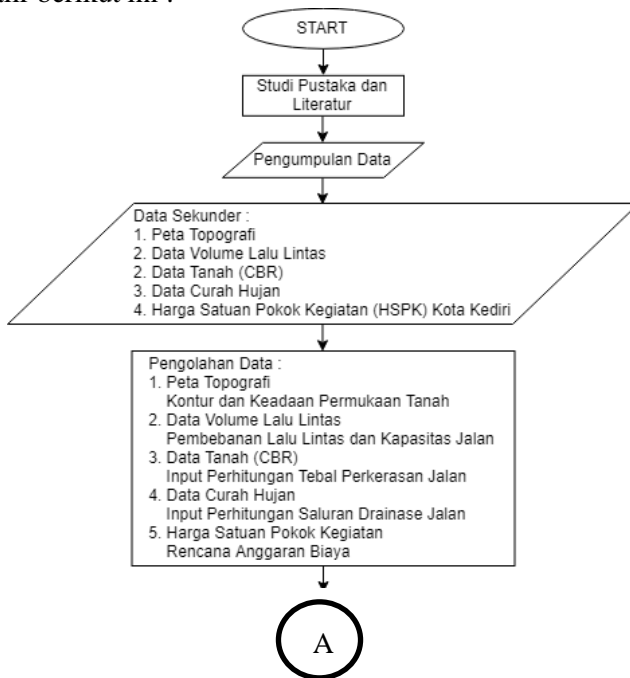 berikut ini :
START
Studi Pustaka dan
Literatur
Pengumpulan Data
Data Sekunder :
1. Peta Topografi
2. Data Volume Lalu Lintas
2. Data Tanah (CBR)
3. Data Curah Hujan
4. Harga Satuan Pokok Kegiatan (HSPK) Kota Kediri
Pengolahan Data :
1. Peta Topografi
Kontur dan Keadaan Permukaan Tanah
2. Data Volume Lalu Lintas
Pembebanan Lalu Lintas dan Kapasitas Jalan
3. Data Tanah (CBR)
Input Perhitungan Tebal Perkerasan Jalan
4. Data Curah Hujan
Input Perhitungan Saluran Drainase Jalan
5. Harga Satuan Pokok Kegiatan
Rencana Anggaran Biaya
A